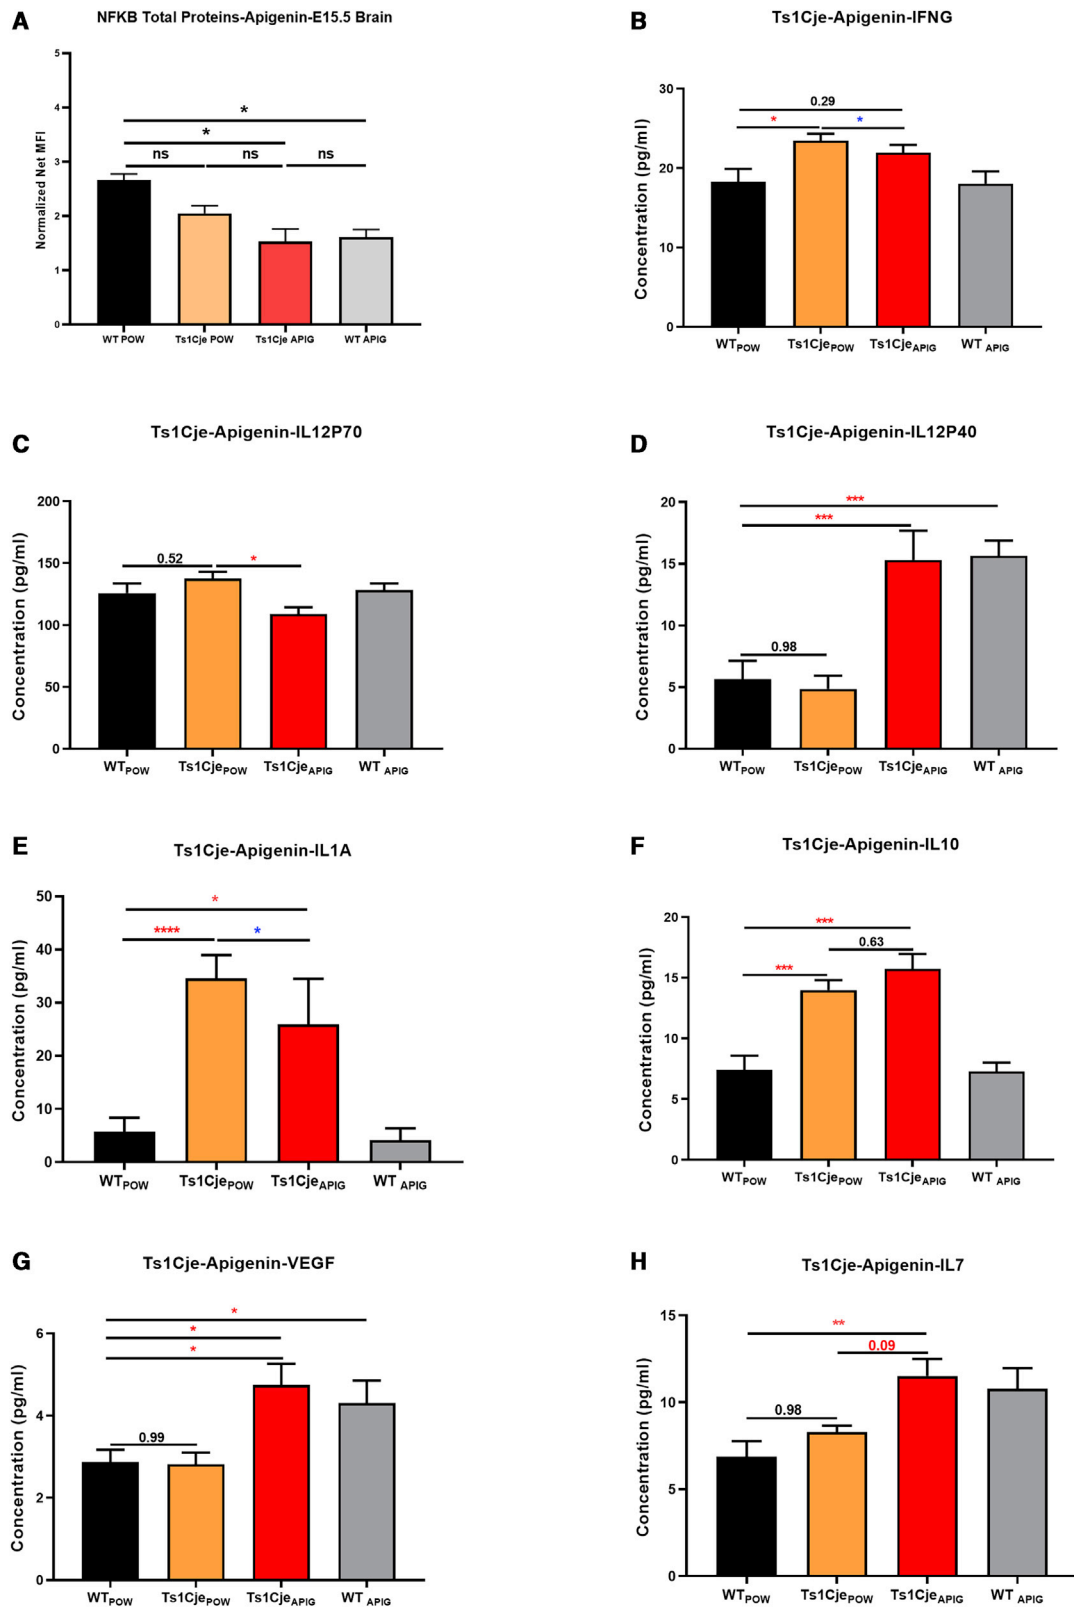 A
NFKB Total Proteins-Apigenin-E15.5 Brain
Normalized Net MFI
5
4
3
2
1
0
*
*
ns ns ns
WT POW Ts1Cje POW Ts1Cje APIG WT APIG
B
Ts1Cje-Apigenin-IFNG
Concentration (pg/ml)
30
20
10
0
0.29
* *
WTPOW Ts1CjePOW Ts1CjeAPIG WT APIG
C
Ts1Cje-Apigenin-IL12P70
Concentration (pg/ml)
200
150
100
50
0
0.52 *
WTPOW Ts1CjePOW Ts1CjeAPIG WT APIG
D
Ts1Cje-Apigenin-IL12P40
Concentration (pg/ml)
20
15
10
5
0
***
***
0.98
WTPOW Ts1CjePOW Ts1CjeAPIG WT APIG
E
Ts1Cje-Apigenin-IL1A
Concentration (pg/ml)
50
40
30
20
10
0
*
**** *
WTPOW Ts1CjePOW Ts1CjeAPIG WT APIG
F
Ts1Cje-Apigenin-IL10
Concentration (pg/ml)
20
15
10
5
0
***
0.63
***
WTPOW Ts1CjePOW Ts1CjeAPIG WT APIG
G
Ts1Cje-Apigenin-VEGF
Concentration (pg/ml)
6
4
2
0
*
*
*
0.99
WTPOW Ts1CjePOW Ts1CjeAPIG WT APIG
H
Ts1Cje-Apigenin-IL7
Concentration (pg/ml)
15
10
5
0
**
0.09
0.98
WTPOW Ts1CjePOW Ts1CjeAPIG WT APIG